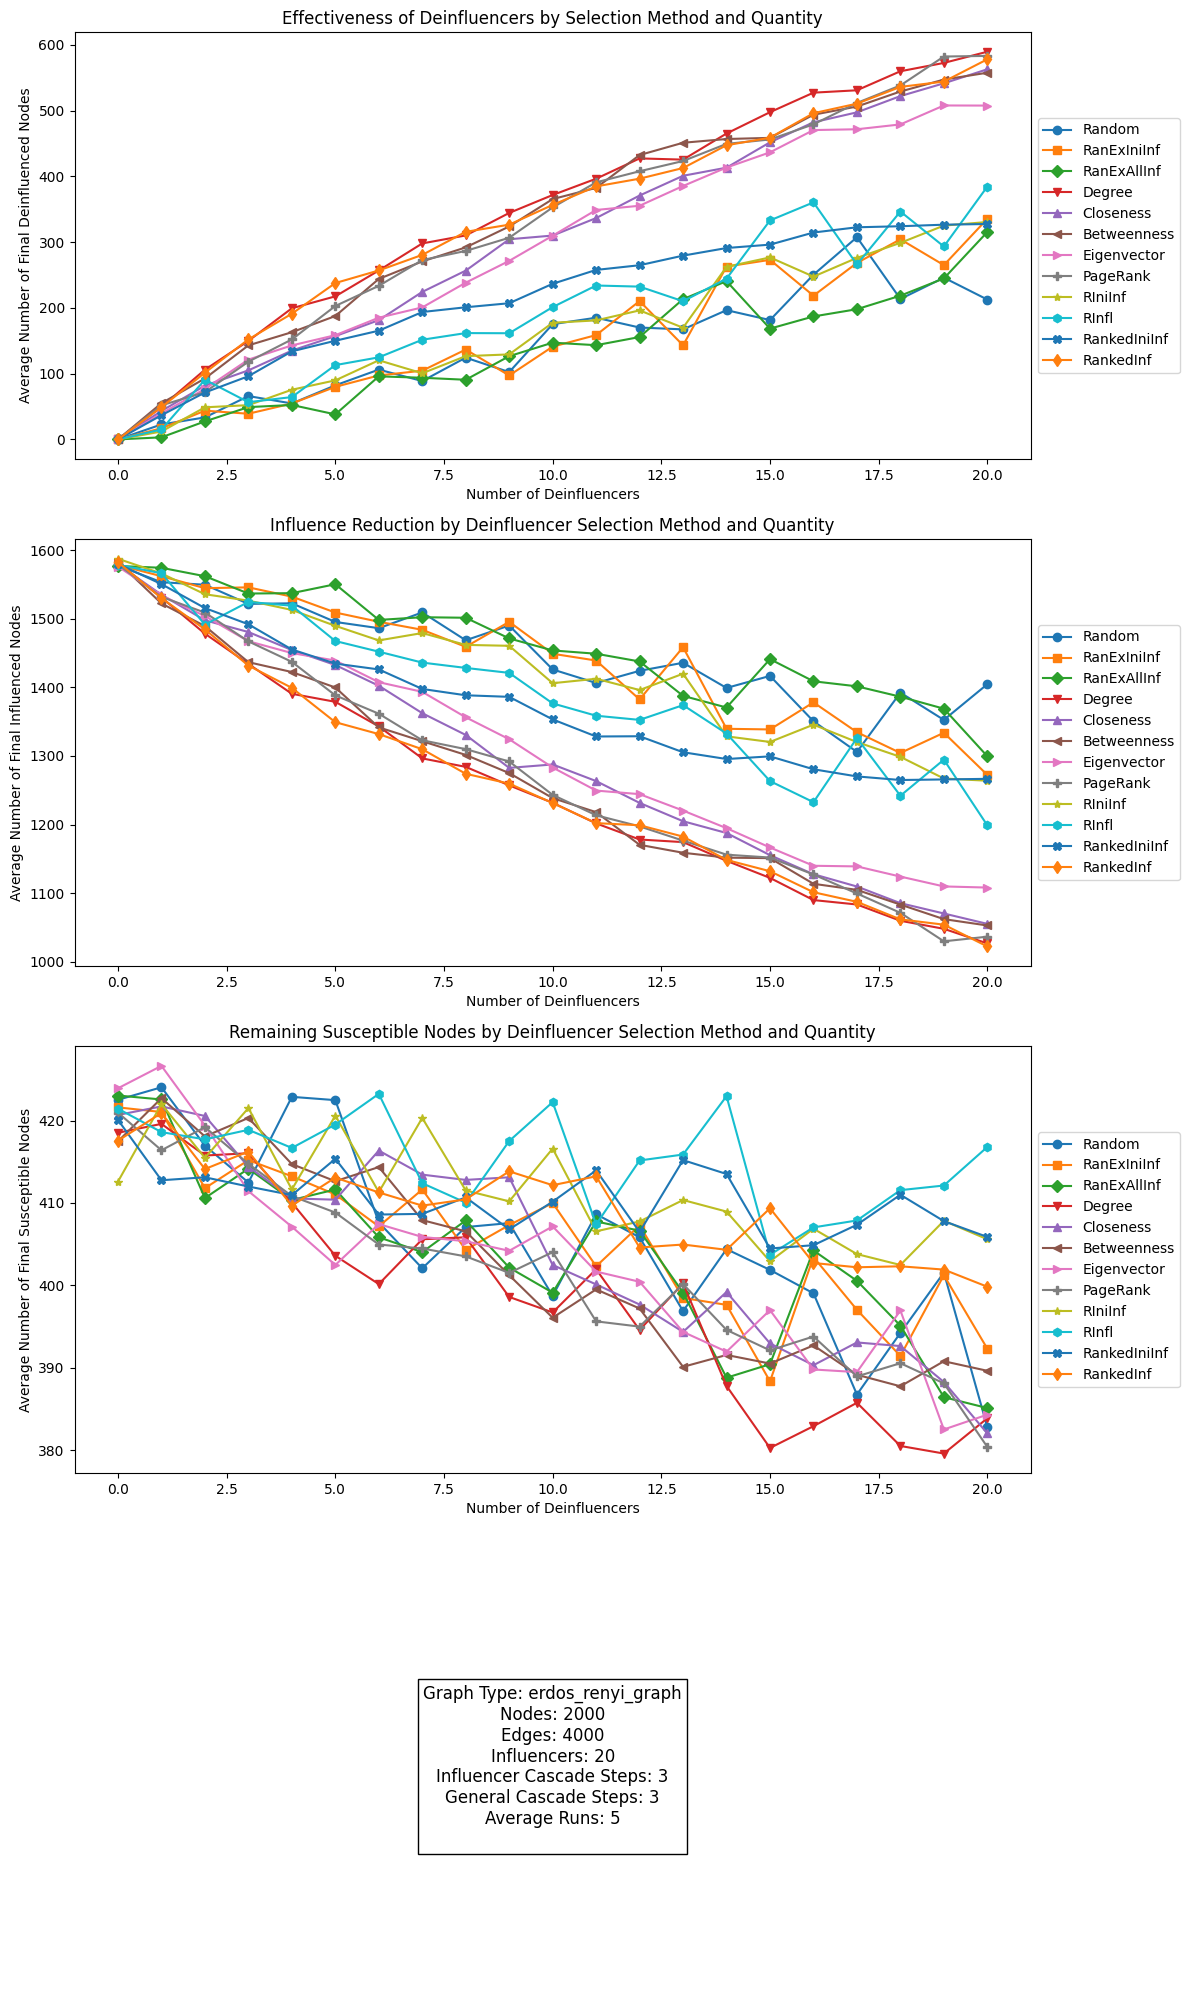 Effectiveness of Deinfluencers by Selection Method and Quantity
Average Number of Final Deinfluenced Nodes
600
500
400
300
200
100
0
0.0 2.5 5.0 7.5 10.0 12.5 15.0 17.5 20.0
Number of Deinfluencers
Random
RanExIniInf
RanExAllInf
Degree
Closeness
Betweenness
Eigenvector
PageRank
RIniInf
RInfl
RankedIniInf
RankedInf
Influence Reduction by Deinfluencer Selection Method and Quantity
Average Number of Final Influenced Nodes
1600
1500
1400
1300
1200
1100
1000
0.0 2.5 5.0 7.5 10.0 12.5 15.0 17.5 20.0
Number of Deinfluencers
Random
RanExIniInf
RanExAllInf
Degree
Closeness
Betweenness
Eigenvector
PageRank
RIniInf
RInfl
RankedIniInf
RankedInf
Remaining Susceptible Nodes by Deinfluencer Selection Method and Quantity
Average Number of Final Susceptible Nodes
420
410
400
390
380
0.0 2.5 5.0 7.5 10.0 12.5 15.0 17.5 20.0
Number of Deinfluencers
Random
RanExIniInf
RanExAllInf
Degree
Closeness
Betweenness
Eigenvector
PageRank
RIniInf
RInfl
RankedIniInf
RankedInf
Graph Type: erdos_renyi_graph
Nodes: 2000
Edges: 4000
Influencers: 20
Influencer Cascade Steps: 3
General Cascade Steps: 3
Average Runs: 5